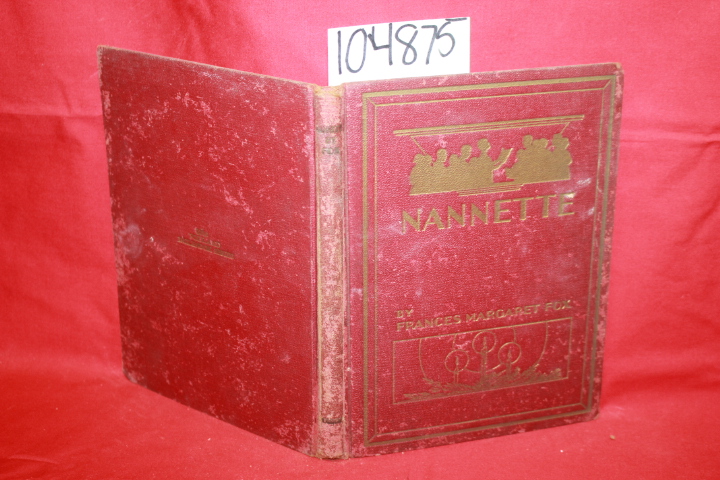 104875
NANNETTE
BY
FRANCES MARGARET FOX